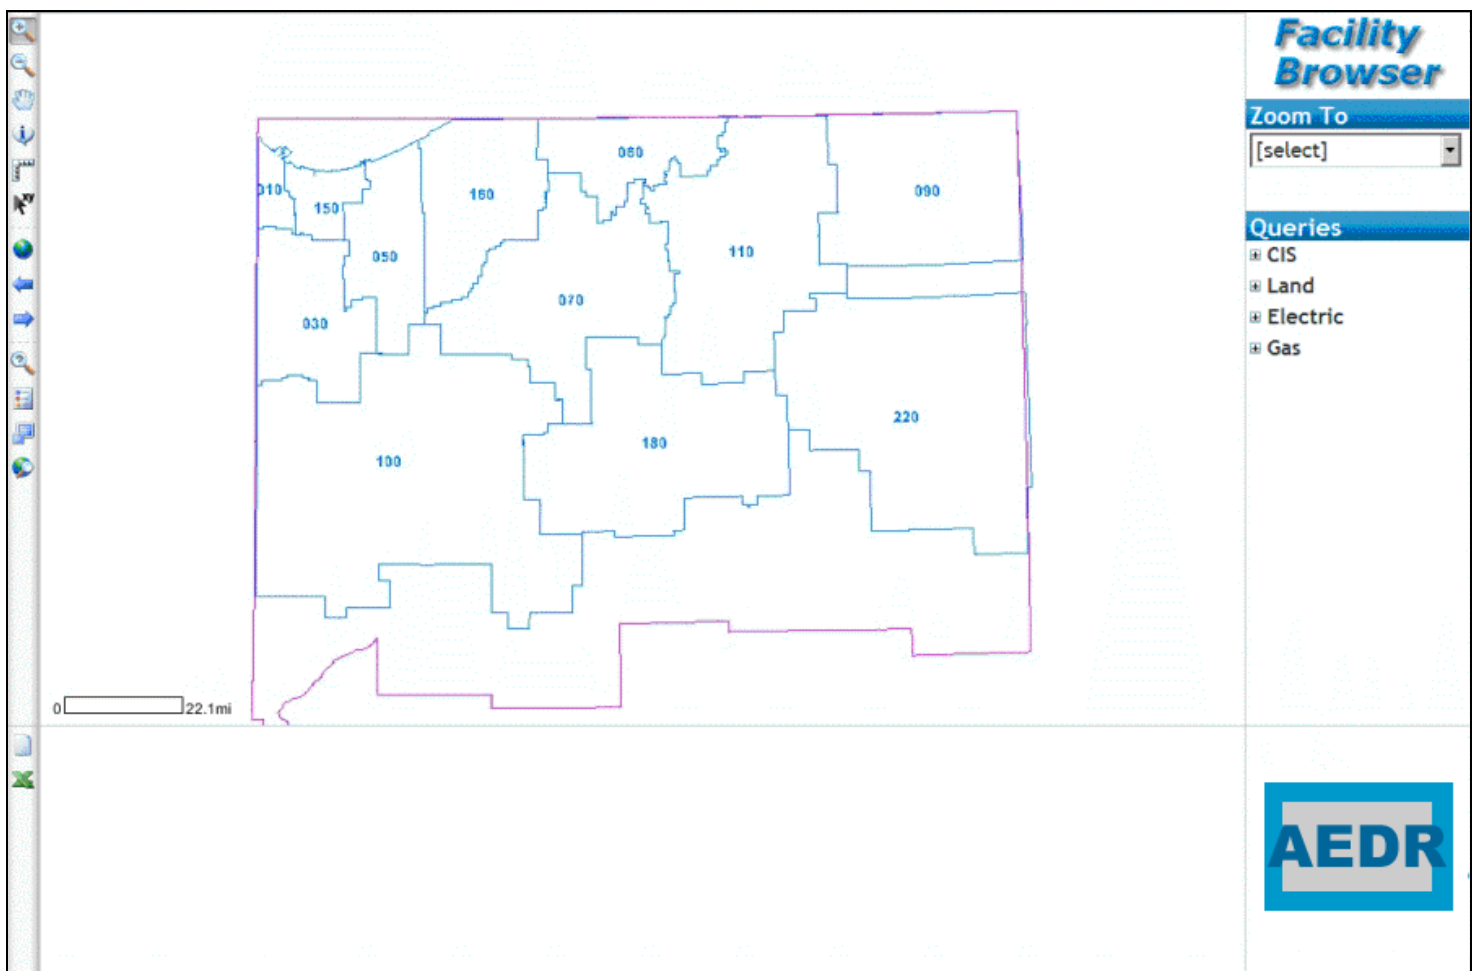 Facility
Browser
Zoom To
[select]
Queries
CIS
Land
Electric
Gas
060
010
150
160
090
050
110
070
030
220
180
100
0
22.1mi
AEDR